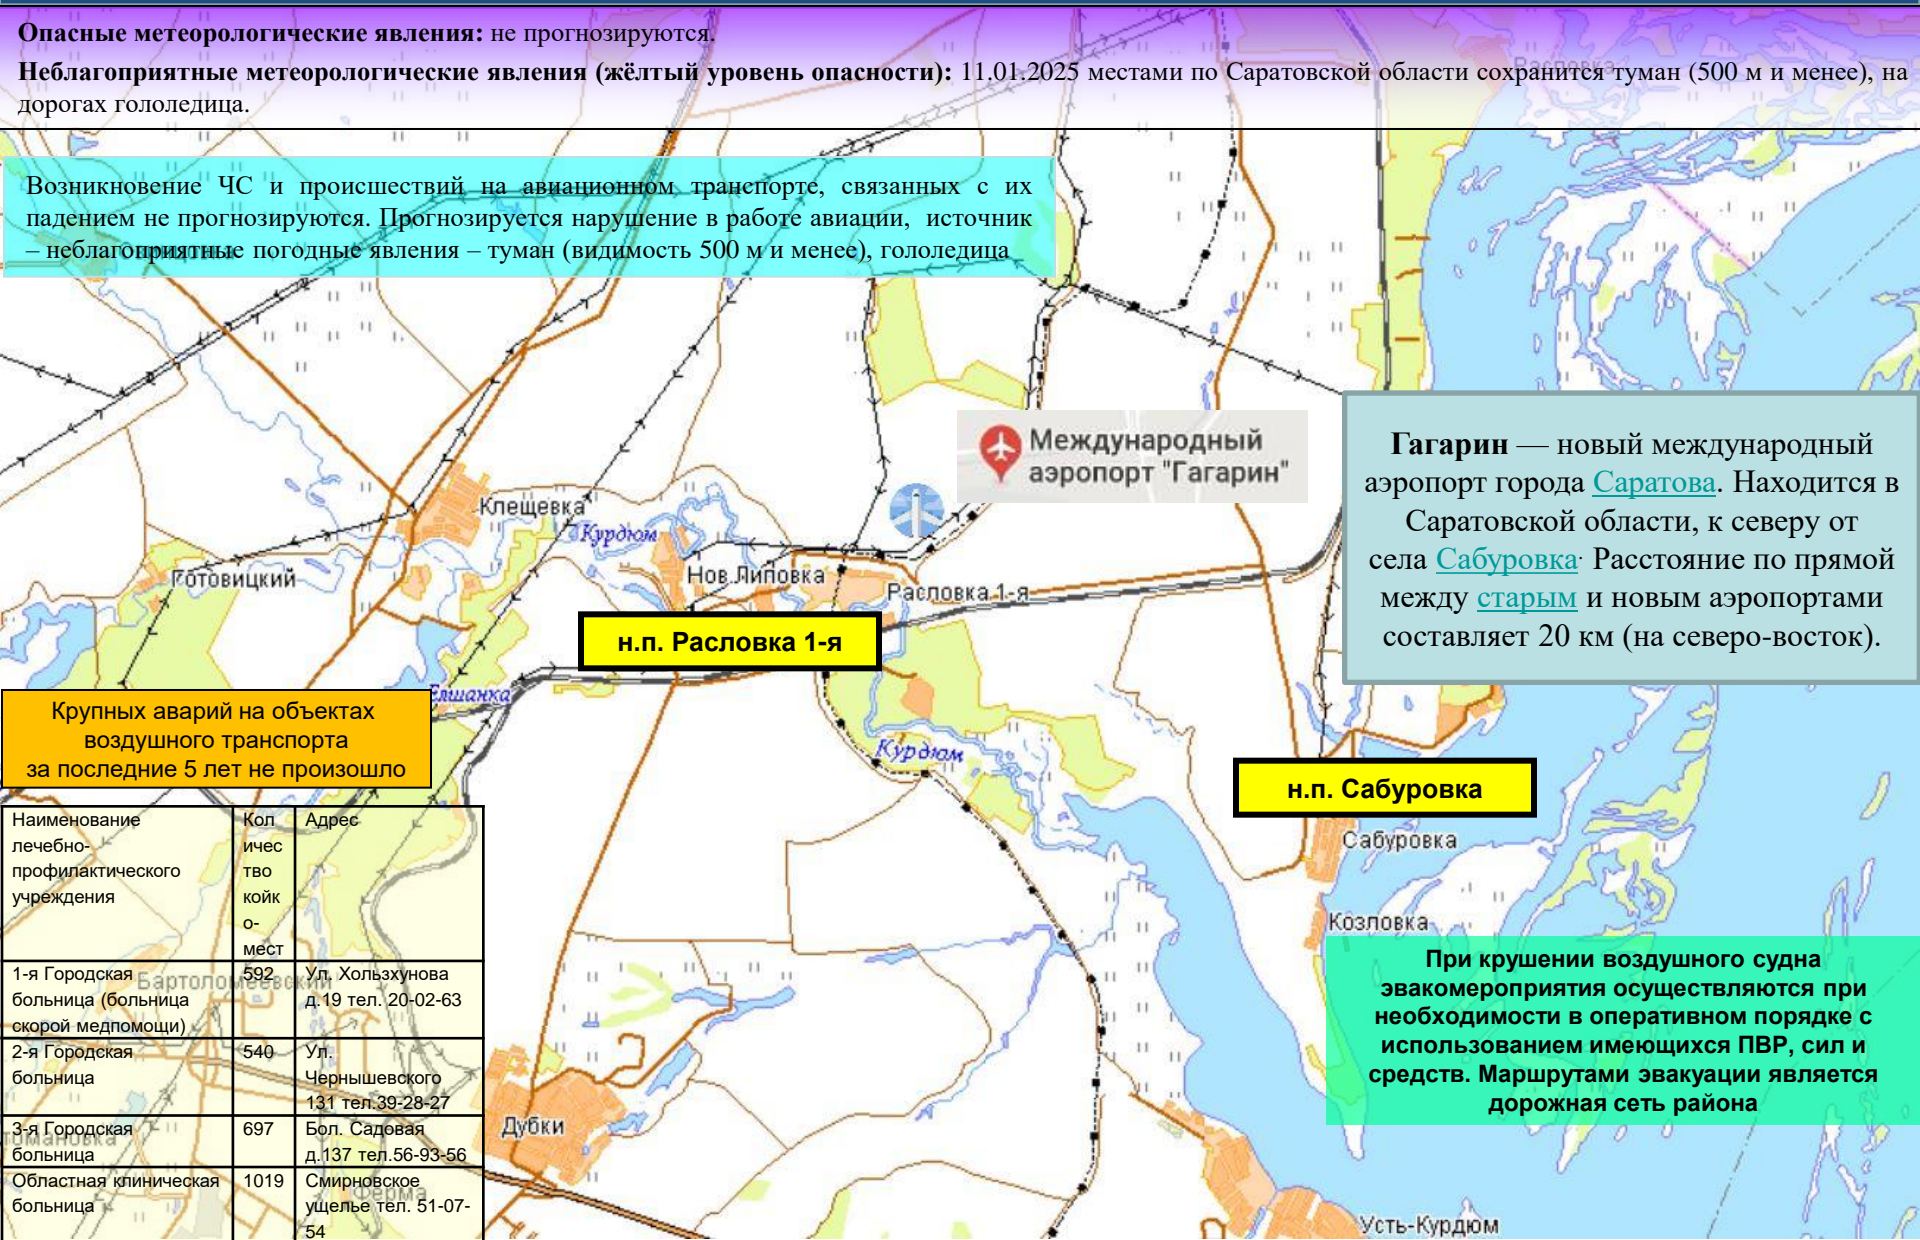 Опасные метеорологические явления: не прогнозируются.
Неблагоприятные метеорологические явления (жёлтый уровень опасности): 11.01.2025 местами по Саратовской области сохранится туман (500 м и менее), на
дорогах гололедица.
Возникновение ЧС и происшествий на авиационном транспорте, связанных с их
падением не прогнозируются. Прогнозируется нарушение в работе авиации, источник
– неблагоприятные погодные явления – туман (видимость 500 м и менее), гололедица
Международный
аэропорт "Гагарин"
Гагарин — новый международный
аэропорт города Саратова. Находится в
Саратовской области, к северу от
села Сабуровка. Расстояние по прямой
между старым и новым аэропортами
составляет 20 км (на северо-восток).
Клещевка
Курдюм
Готовицкий
Нов.Липовка
Расловка 1-я
н.п. Расловка 1-я
Елшанка
Курдюм
Крупных аварий на объектах
воздушного транспорта
за последние 5 лет не произошло
н.п. Сабуровка
Сабуровка
Козловка
Наименование
лечебно-
профилактического
учреждения
Кол
ичес
тво
койк
о-
мест
Адрес
1-я Городская
больница (больница
скорой медпомощи)
592
Ул. Хользхунова
д.19 тел. 20-02-63
Бартоломеевский
2-я Городская
больница
540
Ул.
Чернышевского
131 тел.39-28-27
3-я Городская
больница
697
Бол. Садовая
д.137 тел.56-93-56
Областная клиническая
больница
1019
Смирновское
ущелье тел. 51-07-
54
Ферма
Дубки
При крушении воздушного судна
эвакомероприятия осуществляются при
необходимости в оперативном порядке с
использованием имеющихся ПВР, сил и
средств. Маршрутами эвакуации является
дорожная сеть района
Усть-Курдюм